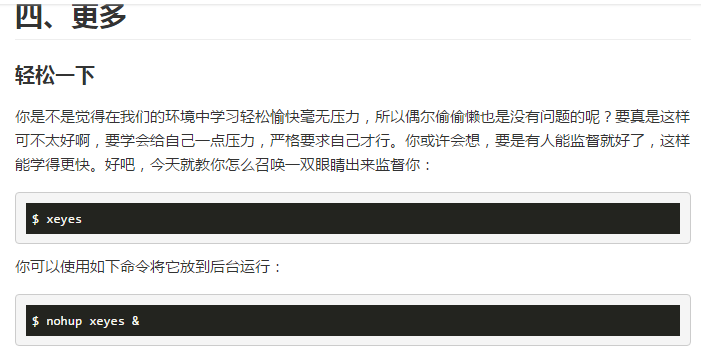 四、更多
轻松一下
你是不是觉得在我们的环境中学习轻松愉快毫无压力，所以偶尔偷偷懒也是没有问题的呢？要真是这样
可不太好啊，要学会给自己一点压力，严格要求自己才行。你或许会想，要是有人能监督就好了，这样
能学得更快。好吧，今天就教你怎么召唤一双眼睛出来监督你：
$ xeyes
你可以使用如下命令将它放到后台运行：
$ nohup xeyes &